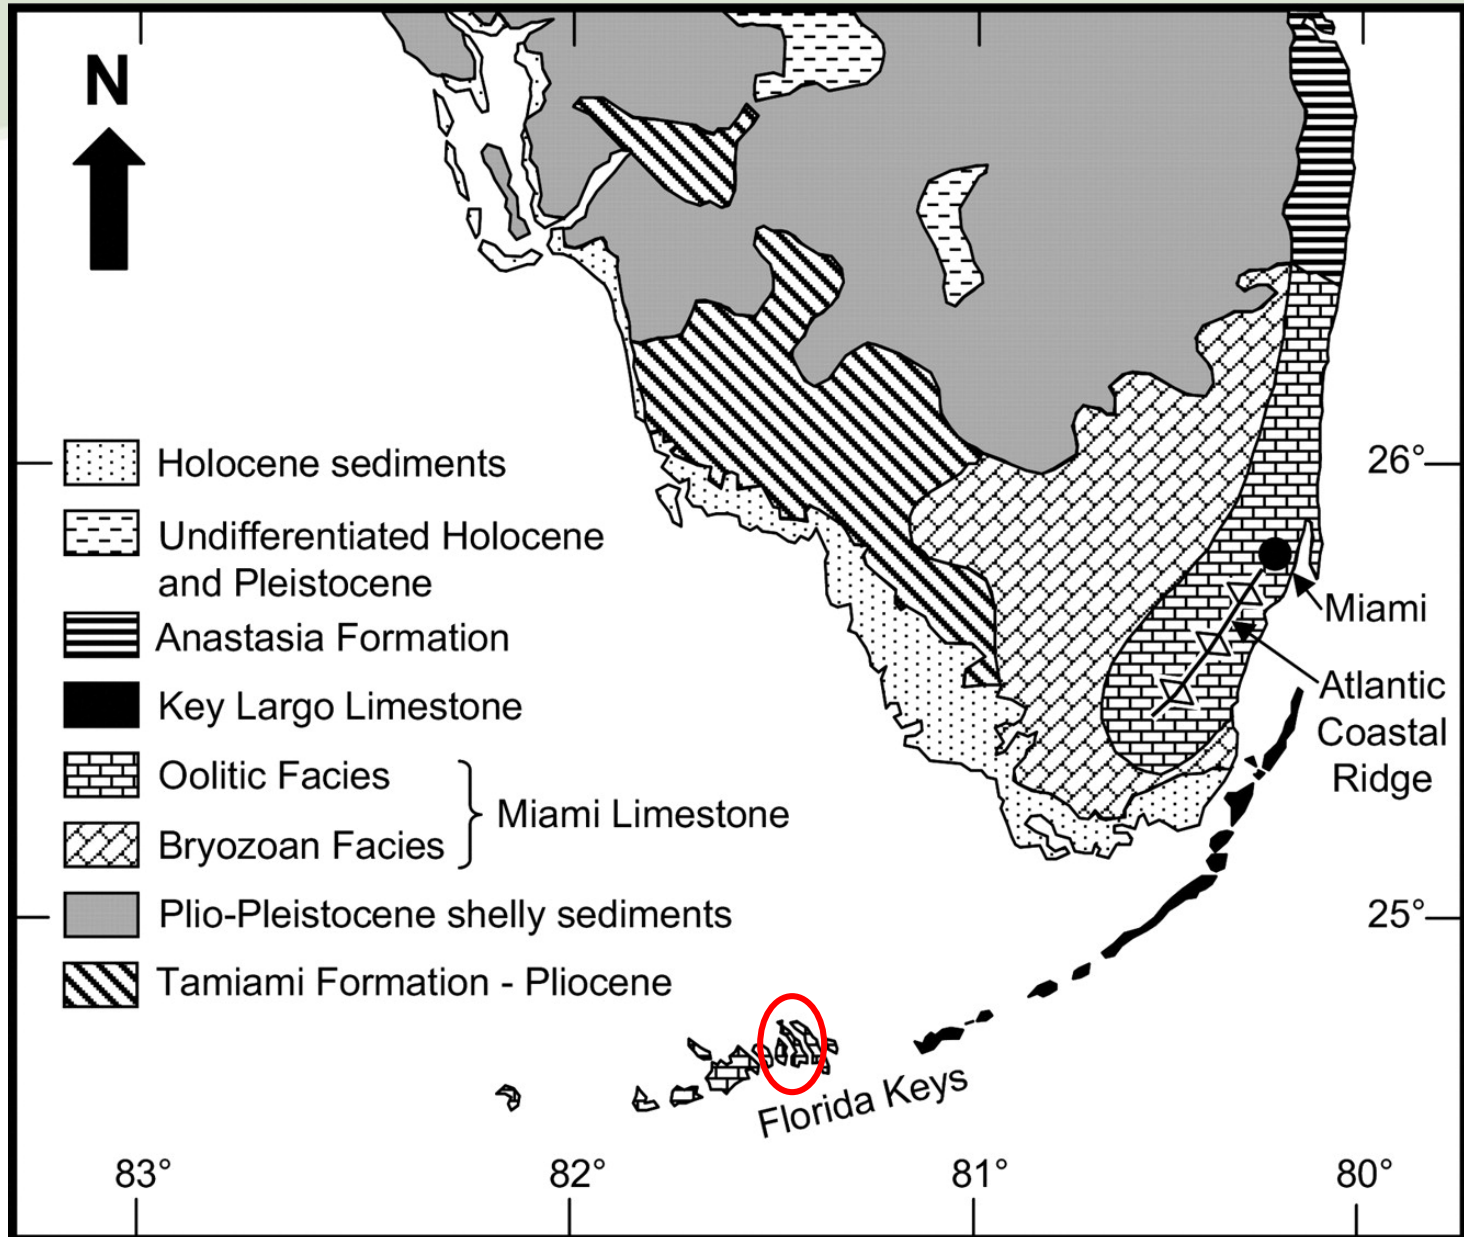 N
Holocene sediments
Undifferentiated Holocene
and Pleistocene
Anastasia Formation
Key Largo Limestone
Oolitic Facies
Miami Limestone
Bryozoan Facies
Plio-Pleistocene shelly sediments
Tamiami Formation - Pliocene
26°
Miami
Atlantic
Coastal
Ridge
25°
Florida Keys
83°
82°
81°
80°